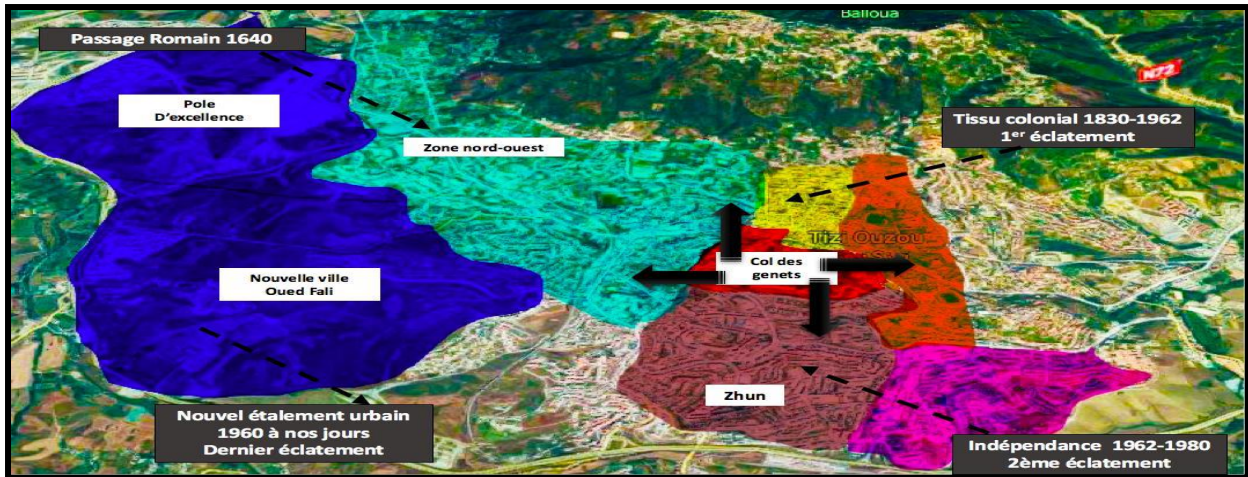 Balloua
Passage Romain 1640
N72
Pole
D'excellence
Tissu colonial 1830-1962
1er éclatement
Zone nord-ouest
Tizi Ouzou
Col des
genets
Nouvelle ville
Oued Fali
Zhun
Nouvel étalement urbain
1960 à nos jours
Dernier éclatement
Indépendance 1962-1980
2ème éclatement